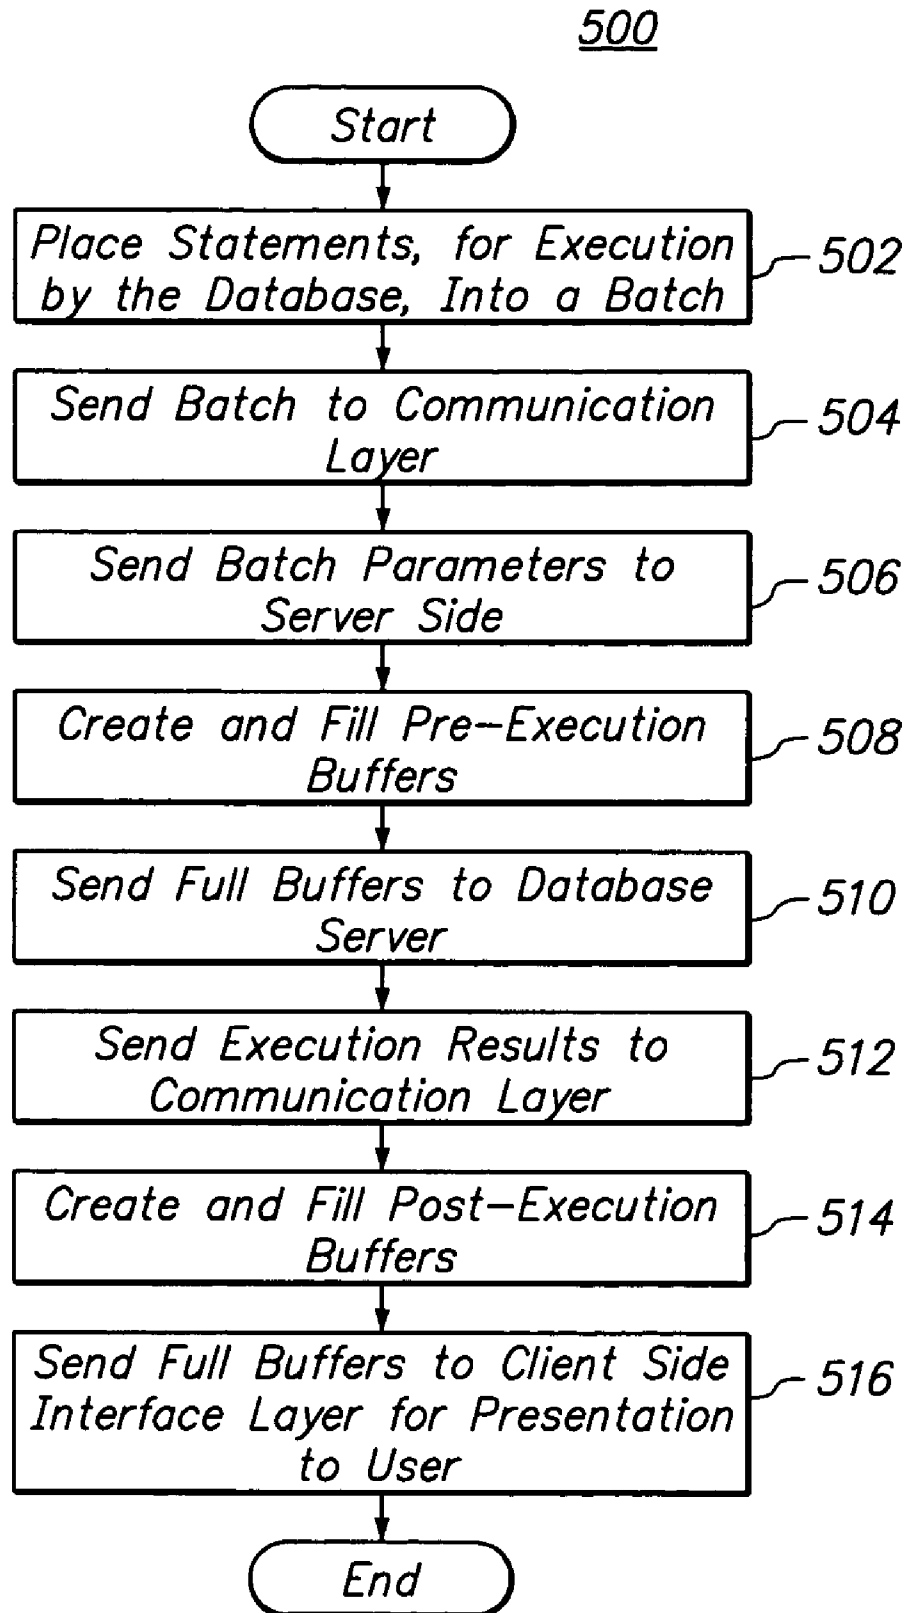 500
Start
Place Statements, for Execution
by the Database, Into a Batch
502
Send Batch to Communication
Layer
504
Send Batch Parameters to
Server Side
506
Create and Fill Pre-Execution
Buffers
508
Send Full Buffers to Database
Server
510
Send Execution Results to
Communication Layer
512
Create and Fill Post-Execution
Buffers
514
Send Full Buffers to Client Side
Interface Layer for Presentation
to User
516
End